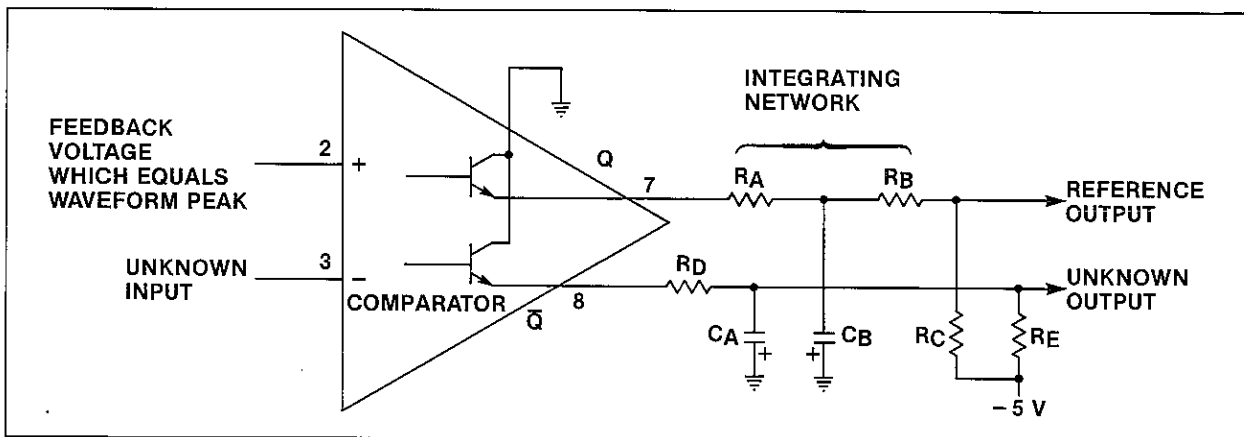 INTEGRATING
NETWORK
FEEDBACK
VOLTAGE
WHICH EQUALS
WAVEFORM PEAK
2
+
Q
7
RA
RB
REFERENCE
OUTPUT
UNKNOWN
INPUT
3
−
COMPARATOR
Q̅
8
RD
UNKNOWN
OUTPUT
CA
+
CB
+
RC
RE
−5 V